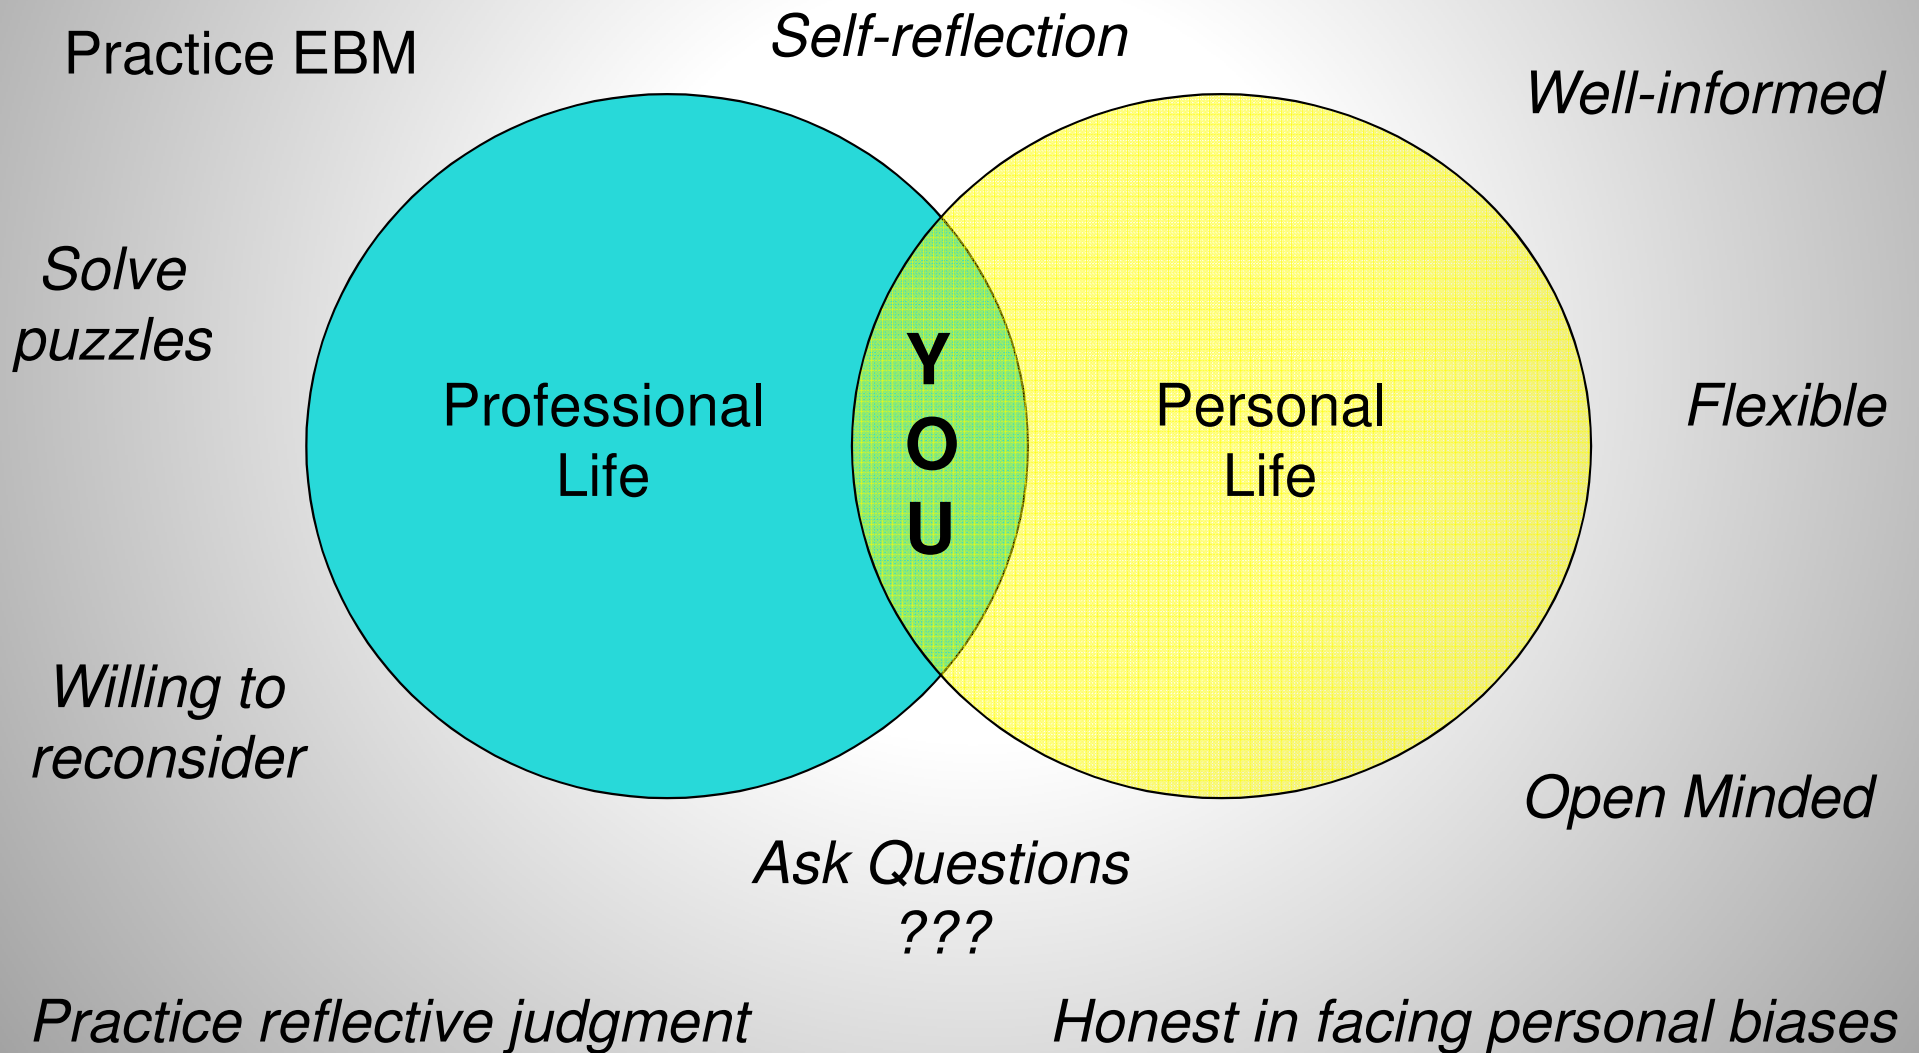 Practice EBM
Self-reflection
Well-informed
Solve
puzzles
Professional
Life
Y
O
U
Personal
Life
Flexible
Willing to
reconsider
Open Minded
Ask Questions
???
Practice reflective judgment
Honest in facing personal biases